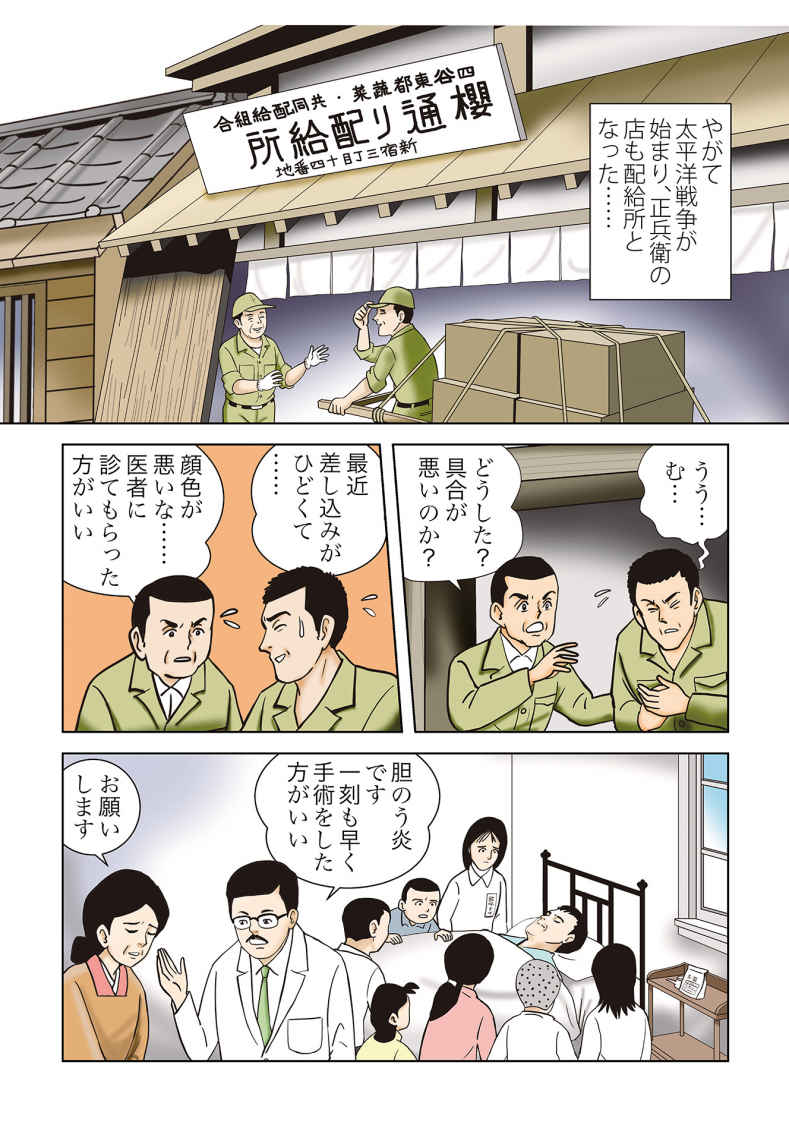 やがて
太平洋戦争が
始まり、正兵衛の
店も配給所と
なった……
四谷東都蔬菜・共同配給組合
櫻通り配給所
新宿三丁目十四番地
うう…
む…
どうした？
具合が
悪いのか？
最近
差し込みが
ひどくて
……
顔色が
悪いな……
医者に
診てもらった
方がいい
胆のう炎
です
一刻も早く
手術をした
方がいい
お願い
します